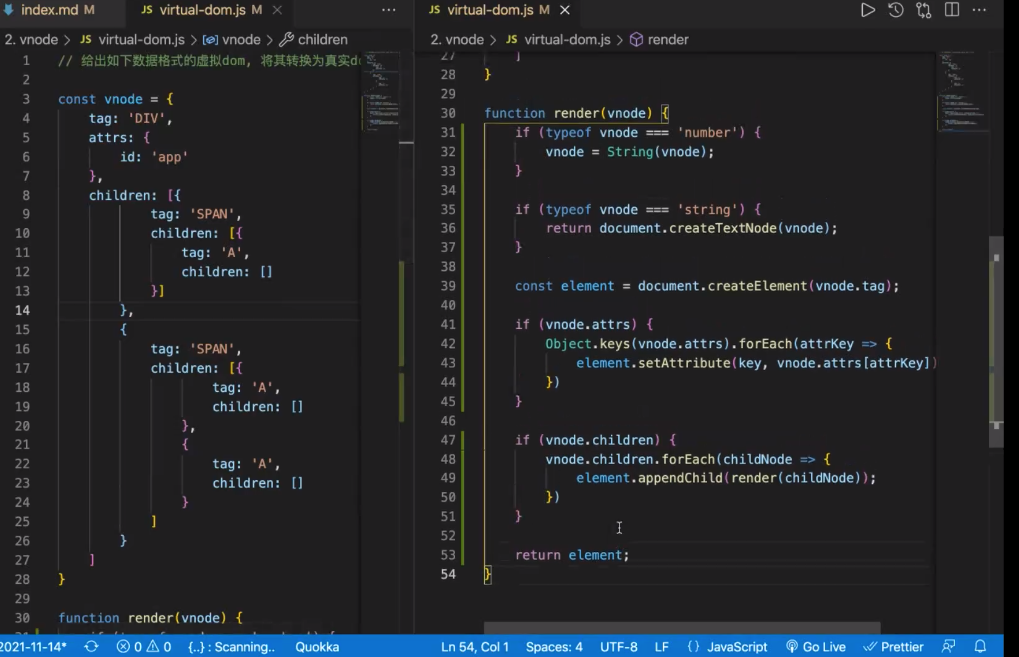 index.md M
JS virtual-dom.js M
JS virtual-dom.js M
2. vnode > JS virtual-dom.js > vnode > children
2. vnode > JS virtual-dom.js > render
1 // 给出如下数据格式的虚拟dom, 将其转换为真实do
2
3 const vnode = {
4 tag: 'DIV',
5 attrs: {
6 id: 'app'
7 },
8 children: [{
9 tag: 'SPAN',
10 children: [{
11 tag: 'A',
12 children: []
13 }]
14 },
15 {
16 tag: 'SPAN',
17 children: [{
18 tag: 'A',
19 children: []
20 },
21 {
22 tag: 'A',
23 children: []
24 }
25 ]
26 }
27 ]
28 }
29
30 function render(vnode) {
27 ]
28 }
29
30 function render(vnode) {
31 if (typeof vnode === 'number') {
32 vnode = String(vnode);
33 }
34
35 if (typeof vnode === 'string') {
36 return document.createTextNode(vnode);
37 }
38
39 const element = document.createElement(vnode.tag);
40
41 if (vnode.attrs) {
42 Object.keys(vnode.attrs).forEach(attrKey => {
43 element.setAttribute(key, vnode.attrs[attrKey])
44 })
45 }
46
47 if (vnode.children) {
48 vnode.children.forEach(childNode => {
49 element.appendChild(render(childNode));
50 })
51 }
52
53 return element;
54 }
2021-11-14* 0 0 {..} : Scanning.. Quokka Ln 54, Col 1 Spaces: 4 UTF-8 LF {} JavaScript Go Live Prettier